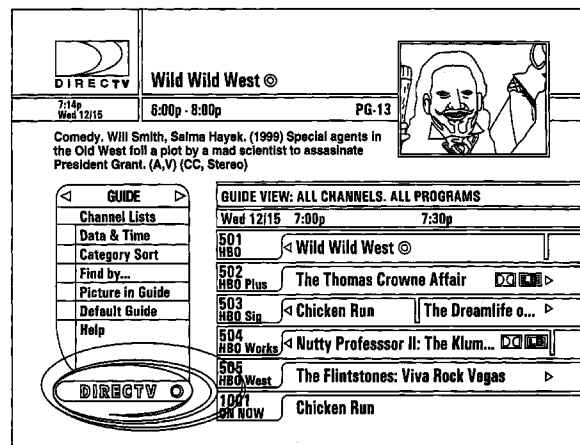 DIRECTV
Wild Wild West
7:14p
Wed 12/15
6:00p - 8:00p PG-13
Comedy. Will Smith, Salma Hayek. (1999) Special agents in
the Old West foil a plot by a mad scientist to assasinate
President Grant. (A,V) (CC, Stereo)
GUIDE
Channel Lists
Data & Time
Category Sort
Find by...
Picture in Guide
Default Guide
Help
DIRECTV
GUIDE VIEW: ALL CHANNELS. ALL PROGRAMS
Wed 12/15 7:00p 7:30p
501
HBO
Wild Wild West
502
HBO Plus
The Thomas Crowne Affair
503
HBO Sig
Chicken Run The Dreamlife o...
504
HBO Works
Nutty Professsor II: The Klum...
505
HBO West
The Flintstones: Viva Rock Vegas
1001
ON NOW
Chicken Run